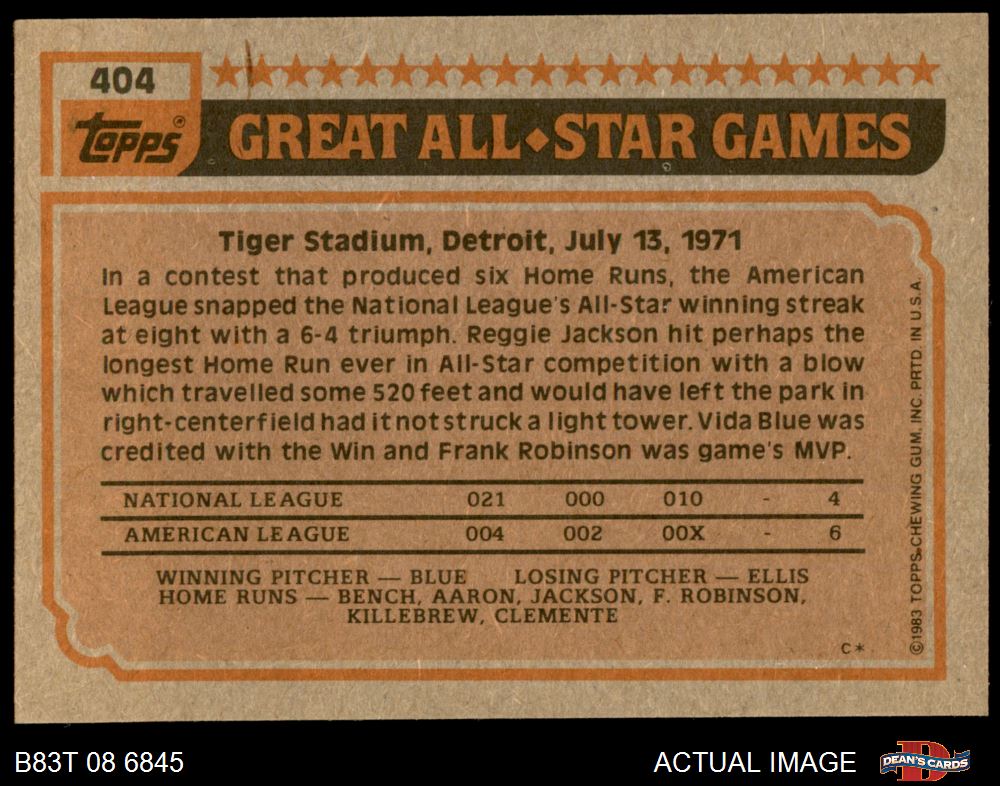 404
TOPPS®
GREAT ALL◆STAR GAMES
Tiger Stadium, Detroit, July 13, 1971
In a contest that produced six Home Runs, the American
League snapped the National League's All-Star winning streak
at eight with a 6-4 triumph. Reggie Jackson hit perhaps the
longest Home Run ever in All-Star competition with a blow
which travelled some 520 feet and would have left the park in
right-centerfield had it not struck a light tower. Vida Blue was
credited with the Win and Frank Robinson was game's MVP.
NATIONAL LEAGUE 021 000 010 - 4
AMERICAN LEAGUE 004 002 00X - 6
WINNING PITCHER — BLUE LOSING PITCHER — ELLIS
HOME RUNS — BENCH, AARON, JACKSON, F. ROBINSON,
KILLEBREW, CLEMENTE
C*
©1983 TOPPS CHEWING GUM, INC. PRTD. IN U.S.A.
B83T 08 6845 ACTUAL IMAGE
DEAN'S CARDS